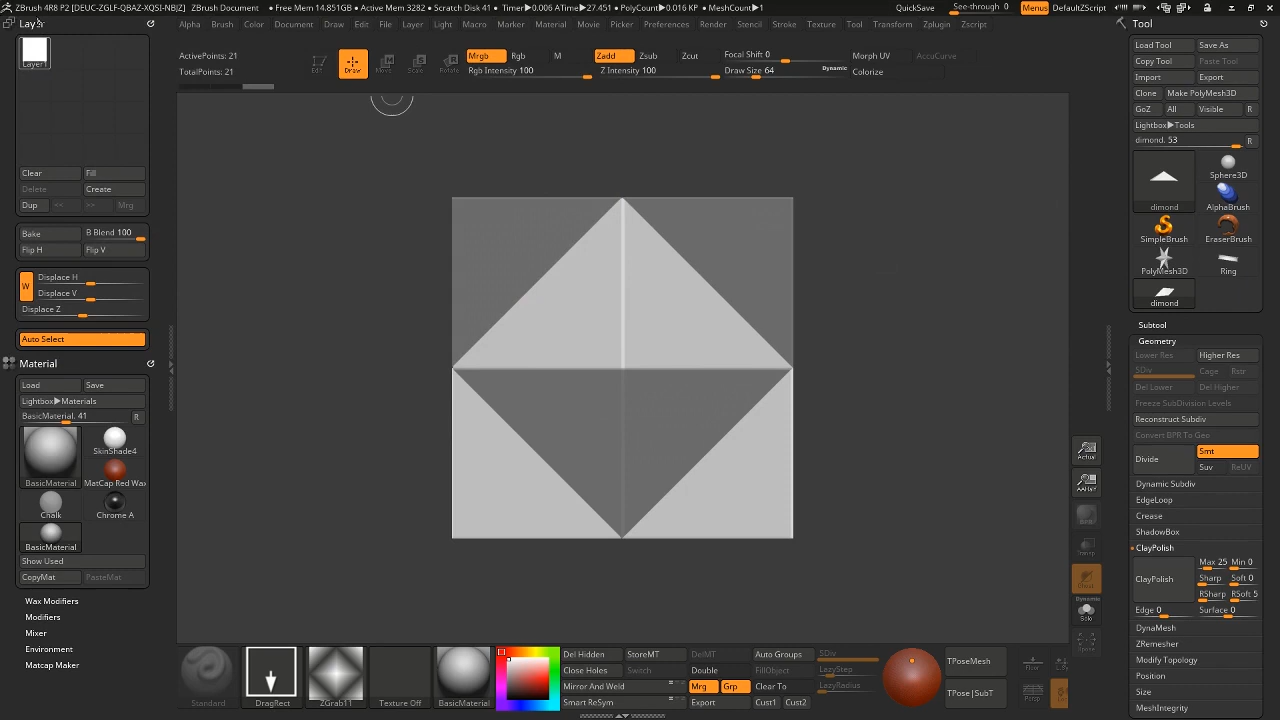 ZBrush 4R8 P2 [DEUC-ZGLF-QBAZ-XQSI-NBJZ] ZBrush Document • Free Mem 14.851GB • Active Mem 3282 • Scratch Disk 41 • Timer▶0.006 ATime▶27.451 • PolyCount▶0.016 KP • MeshCount▶1 QuickSave See-through 0 Menus DefaultZScript
Alpha Brush Color Document Draw Edit File Layer Light Macro Marker Material Movie Picker Preferences Render Stencil Stroke Texture Tool Transform Zplugin Zscript
ActivePoints: 21
TotalPoints: 21
Edit
Draw
Move
Scale
Rotate
Mrgb Rgb M
Rgb Intensity 100
Zadd Zsub Zcut
Z Intensity 100
Focal Shift 0
Draw Size 64
Dynamic
Morph UV
Colorize
AccuCurve
Layer
Clear Fill
Delete Create
Dup << >> Mrg
Bake B Blend 100
Flip H Flip V
W
Displace H
Displace V
Displace Z
Auto Select
Material
Load Save
Lightbox▶Materials
BasicMaterial. 41 R
BasicMaterial
SkinShade4
MatCap Red Wax
Chalk
Chrome A
BasicMaterial
Show Used
CopyMat PasteMat
Wax Modifiers
Modifiers
Mixer
Environment
Matcap Maker
Standard
DragRect
ZGrab11
Texture Off
BasicMaterial
Del Hidden StoreMT DelMT Auto Groups
Close Holes Switch Double FillObject
Mirror And Weld Mrg Grp Clear To
Smart ReSym Export Cust1 Cust2
SDiv
LazyStep
LazyRadius
TPoseMesh
TPose|SubT
Floor
Persp
Actual
AAHalf
BPR
Transp
Dynamic
Solo
Xpose
Tool
Load Tool Save As
Copy Tool Paste Tool
Import Export
Clone Make PolyMesh3D
GoZ All Visible R
Lightbox▶Tools
dimond. 53 R
dimond
Sphere3D
AlphaBrush
SimpleBrush
EraserBrush
PolyMesh3D
Ring
dimond
Subtool
Geometry
Lower Res Higher Res
SDiv Cage Rstr
Del Lower Del Higher
Freeze SubDivision Levels
Reconstruct Subdiv
Convert BPR To Geo
Divide Smt
Suv ReUV
Dynamic Subdiv
EdgeLoop
Crease
ShadowBox
ClayPolish
ClayPolish
Max 25 Min 0
Sharp Soft 0
RSharp RSoft 5
Edge 0 Surface 0
DynaMesh
ZRemesher
Modify Topology
Position
Size
MeshIntegrity